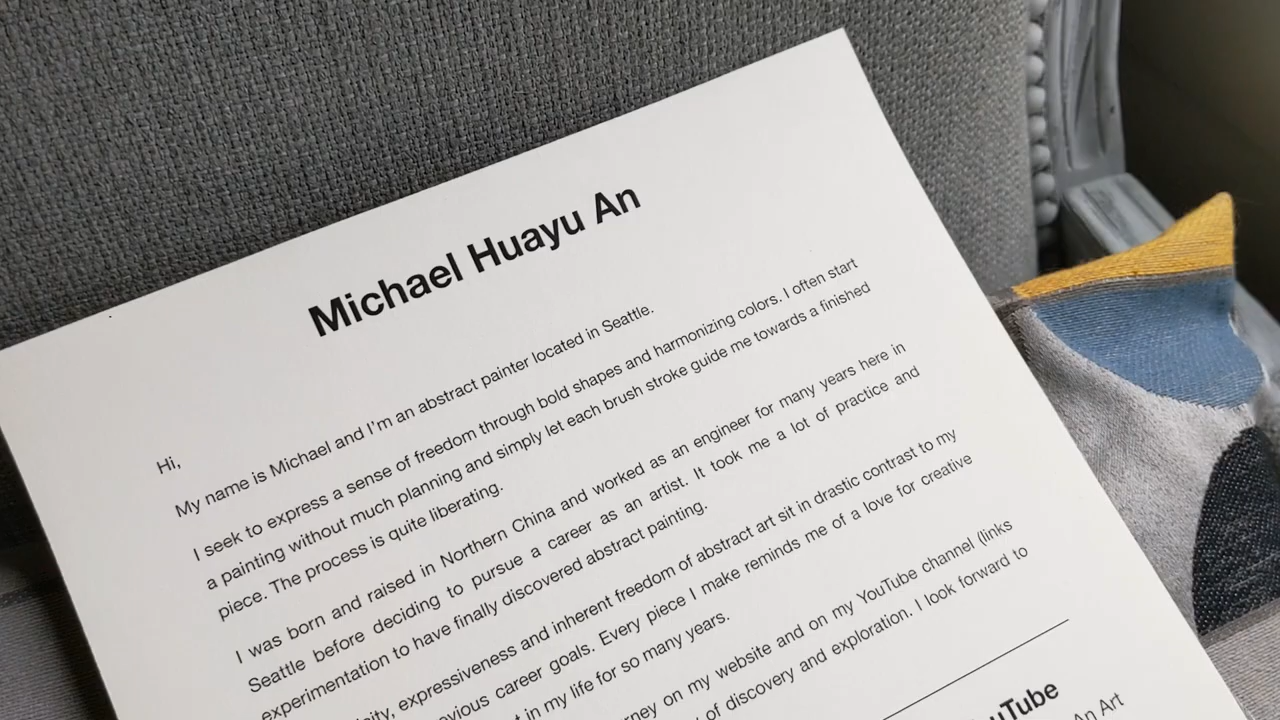 Michael Huayu An
Hi,
My name is Michael and I'm an abstract painter located in Seattle.
I seek to express a sense of freedom through bold shapes and harmonizing colors. I often start
a painting without much planning and simply let each brush stroke guide me towards a finished
piece. The process is quite liberating.
I was born and raised in Northern China and worked as an engineer for many years here in
Seattle before deciding to pursue a career as an artist. It took me a lot of practice and
experimentation to have finally discovered abstract painting.
expressiveness and inherent freedom of abstract art sit in drastic contrast to my
career goals. Every piece I make reminds me of a love for creative
in my life for so many years.
on my website and on my YouTube channel (links
of discovery and exploration. I look forward to
An Art